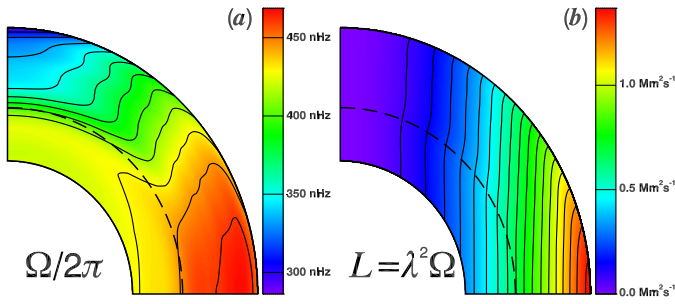 (a)
450 nHz
400 nHz
350 nHz
300 nHz
Ω/2π
(b)
1.0 Mm²s⁻¹
0.5 Mm²s⁻¹
0.0 Mm²s⁻¹
L=λ²Ω